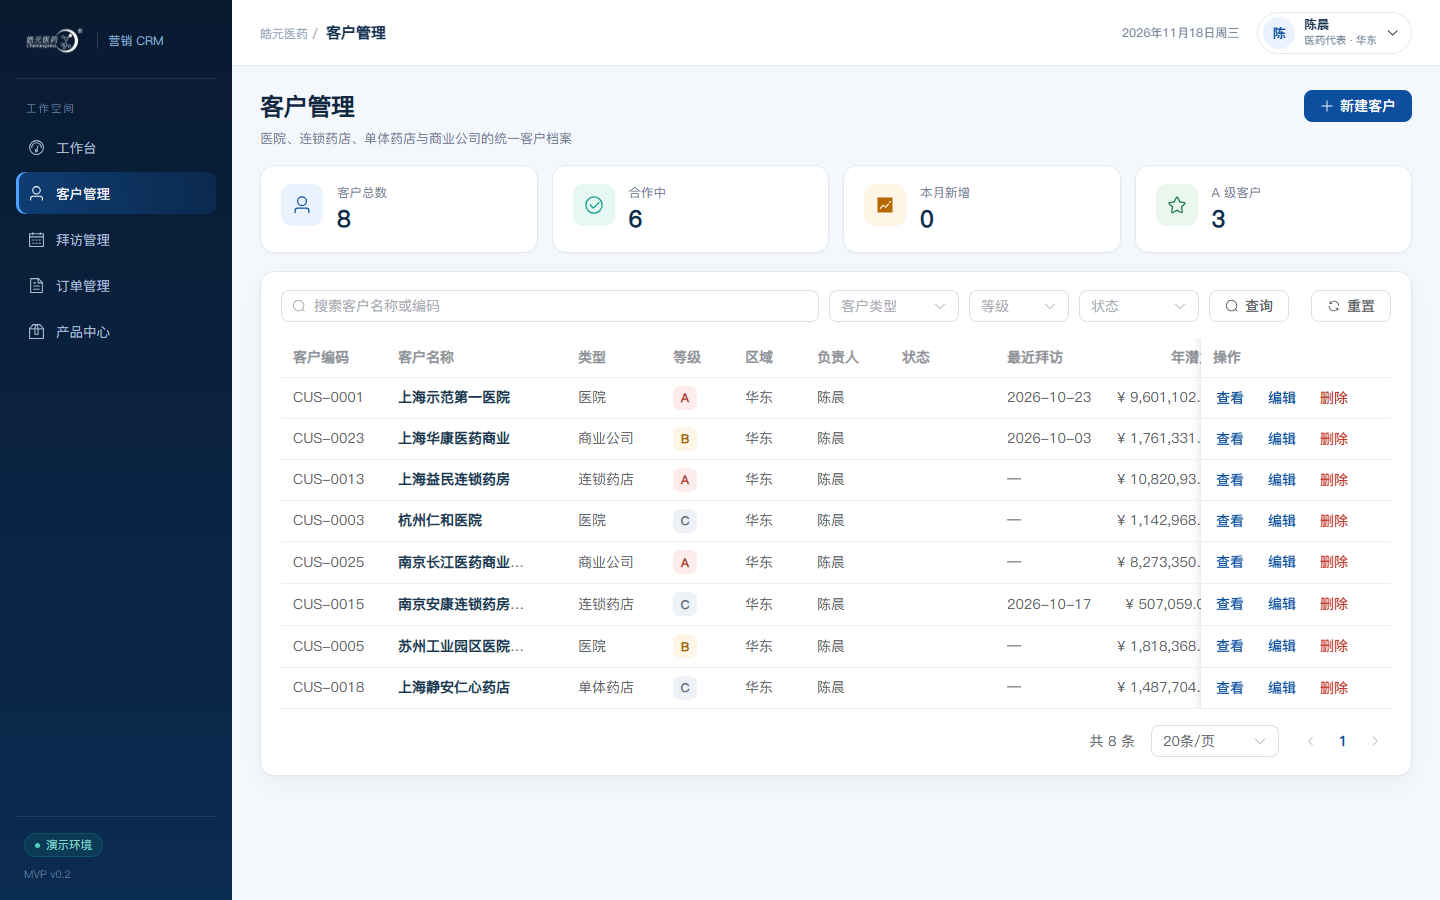 皓元医药
Chemexpress
营销 CRM
工作空间
工作台
客户管理
拜访管理
订单管理
产品中心
演示环境
MVP v0.2
皓元医药 / 客户管理
2026年11月18日周三
陈
陈晨
医药代表 · 华东
客户管理
医院、连锁药店、单体药店与商业公司的统一客户档案
新建客户
客户总数
8
合作中
6
本月新增
0
A 级客户
3
搜索客户名称或编码 客户类型 等级 状态 查询 重置
客户编码 客户名称 类型 等级 区域 负责人 状态 最近拜访 年潜 操作
CUS-0001 上海示范第一医院 医院 A 华东 陈晨 2026-10-23 ¥ 9,601,102. 查看 编辑 删除
CUS-0023 上海华康医药商业 商业公司 B 华东 陈晨 2026-10-03 ¥ 1,761,331. 查看 编辑 删除
CUS-0013 上海益民连锁药房 连锁药店 A 华东 陈晨 — ¥ 10,820,93. 查看 编辑 删除
CUS-0003 杭州仁和医院 医院 C 华东 陈晨 — ¥ 1,142,968. 查看 编辑 删除
CUS-0025 南京长江医药商业... 商业公司 A 华东 陈晨 — ¥ 8,273,350. 查看 编辑 删除
CUS-0015 南京安康连锁药房... 连锁药店 C 华东 陈晨 2026-10-17 ¥ 507,059.0 查看 编辑 删除
CUS-0005 苏州工业园区医院... 医院 B 华东 陈晨 — ¥ 1,818,368. 查看 编辑 删除
CUS-0018 上海静安仁心药店 单体药店 C 华东 陈晨 — ¥ 1,487,704. 查看 编辑 删除
共 8 条 20条/页 1